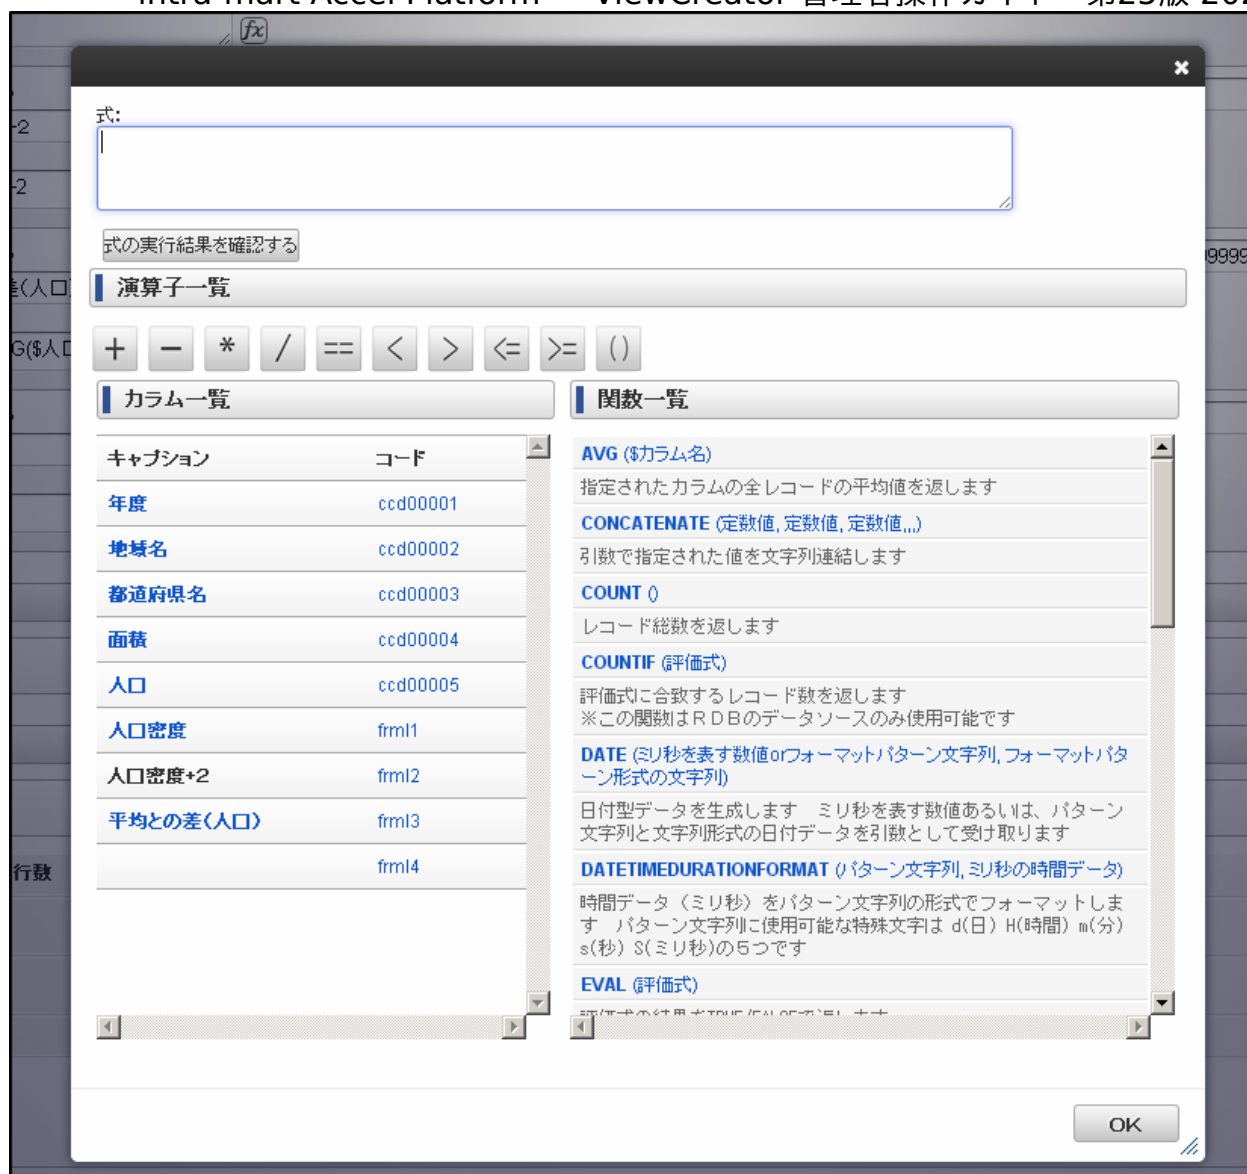 fx
式:
式の実行結果を確認する
演算子一覧
+ − * / == < > <= >= ()
カラム一覧
キャプション コード
年度 ccd00001
地域名 ccd00002
都道府県名 ccd00003
面積 ccd00004
人口 ccd00005
人口密度 frml1
人口密度+2 frml2
平均との差(人口) frml3
frml4
関数一覧
AVG ($カラム名)
指定されたカラムの全レコードの平均値を返します
CONCATENATE (定数値, 定数値, 定数値,,,)
引数で指定された値を文字列連結します
COUNT ()
レコード総数を返します
COUNTIF (評価式)
評価式に合致するレコード数を返します
※この関数はRDBのデータソースのみ使用可能です
DATE (ミリ秒を表す数値orフォーマットパターン文字列, フォーマットパタ
ーン形式の文字列)
日付型データを生成します ミリ秒を表す数値あるいは、パターン
文字列と文字列形式の日付データを引数として受け取ります
DATETIMEDURATIONFORMAT (パターン文字列, ミリ秒の時間データ)
時間データ（ミリ秒）をパターン文字列の形式でフォーマットしま
す パターン文字列に使用可能な特殊文字は d(日) H(時間) m(分)
s(秒) S(ミリ秒)の5つです
EVAL (評価式)
OK
-2
-2
(人口
G($人口
行数
9999